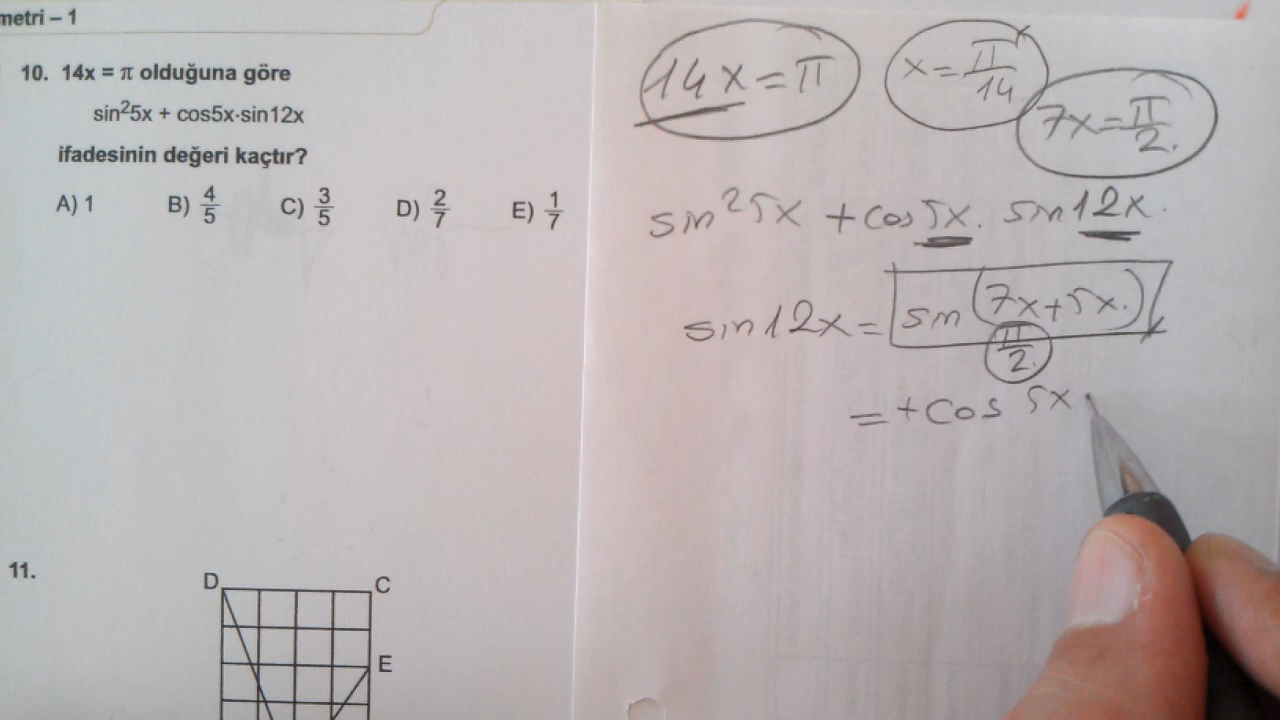 metri – 1
10. 14x = π olduğuna göre
sin²5x + cos5x·sin12x
ifadesinin değeri kaçtır?
A) 1 B) 4/5 C) 3/5 D) 2/7 E) 1/7
11.
D C
E
14x = π x = π/14
7x = π/2.
sin²5x + cos5x. sin12x.
sin12x = sin(7x+5x.)
π/2.
= + cos 5x